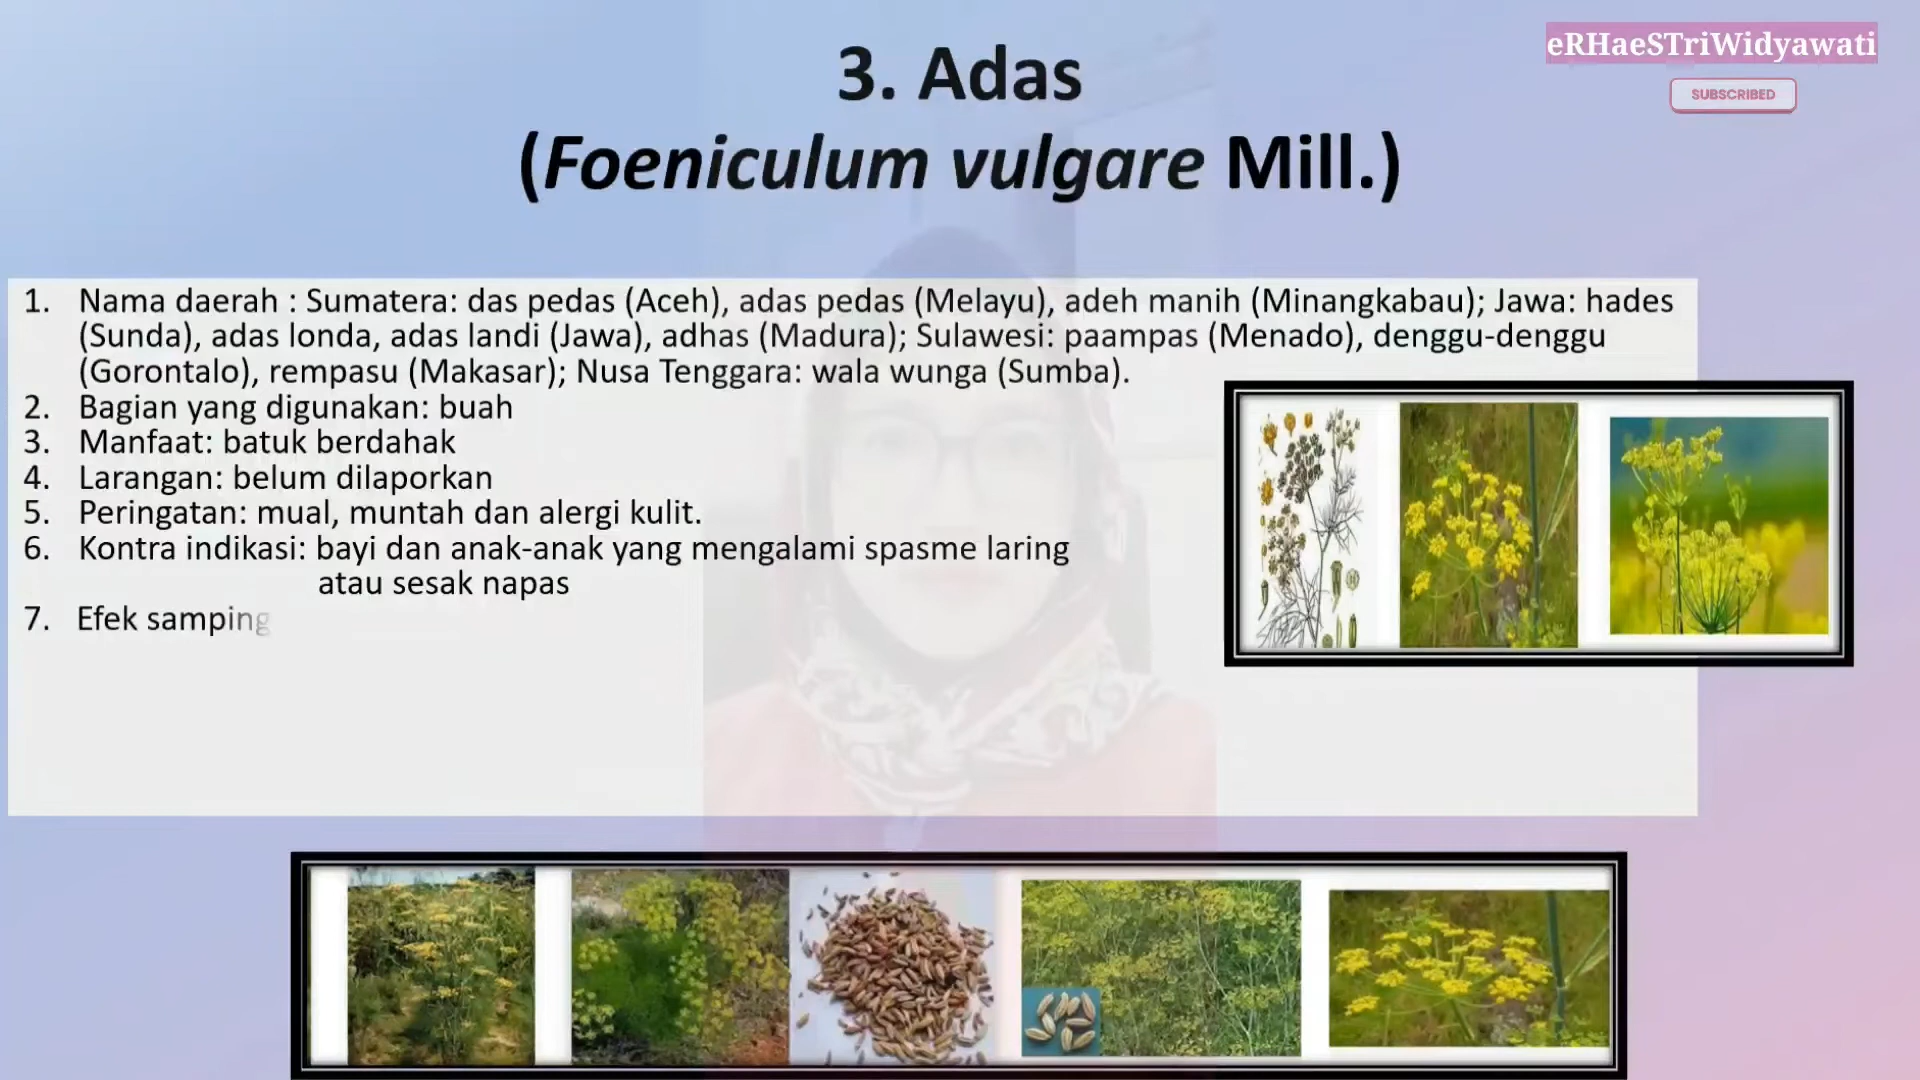 eRHaeSTriWidyawati
SUBSCRIBED
3. Adas
(Foeniculum vulgare Mill.)
1. Nama daerah : Sumatera: das pedas (Aceh), adas pedas (Melayu), adeh manih (Minangkabau); Jawa: hades
(Sunda), adas londa, adas landi (Jawa), adhas (Madura); Sulawesi: paampas (Menado), denggu-denggu
(Gorontalo), rempasu (Makasar); Nusa Tenggara: wala wunga (Sumba).
2. Bagian yang digunakan: buah
3. Manfaat: batuk berdahak
4. Larangan: belum dilaporkan
5. Peringatan: mual, muntah dan alergi kulit.
6. Kontra indikasi: bayi dan anak-anak yang mengalami spasme laring
atau sesak napas
7. Efek samping